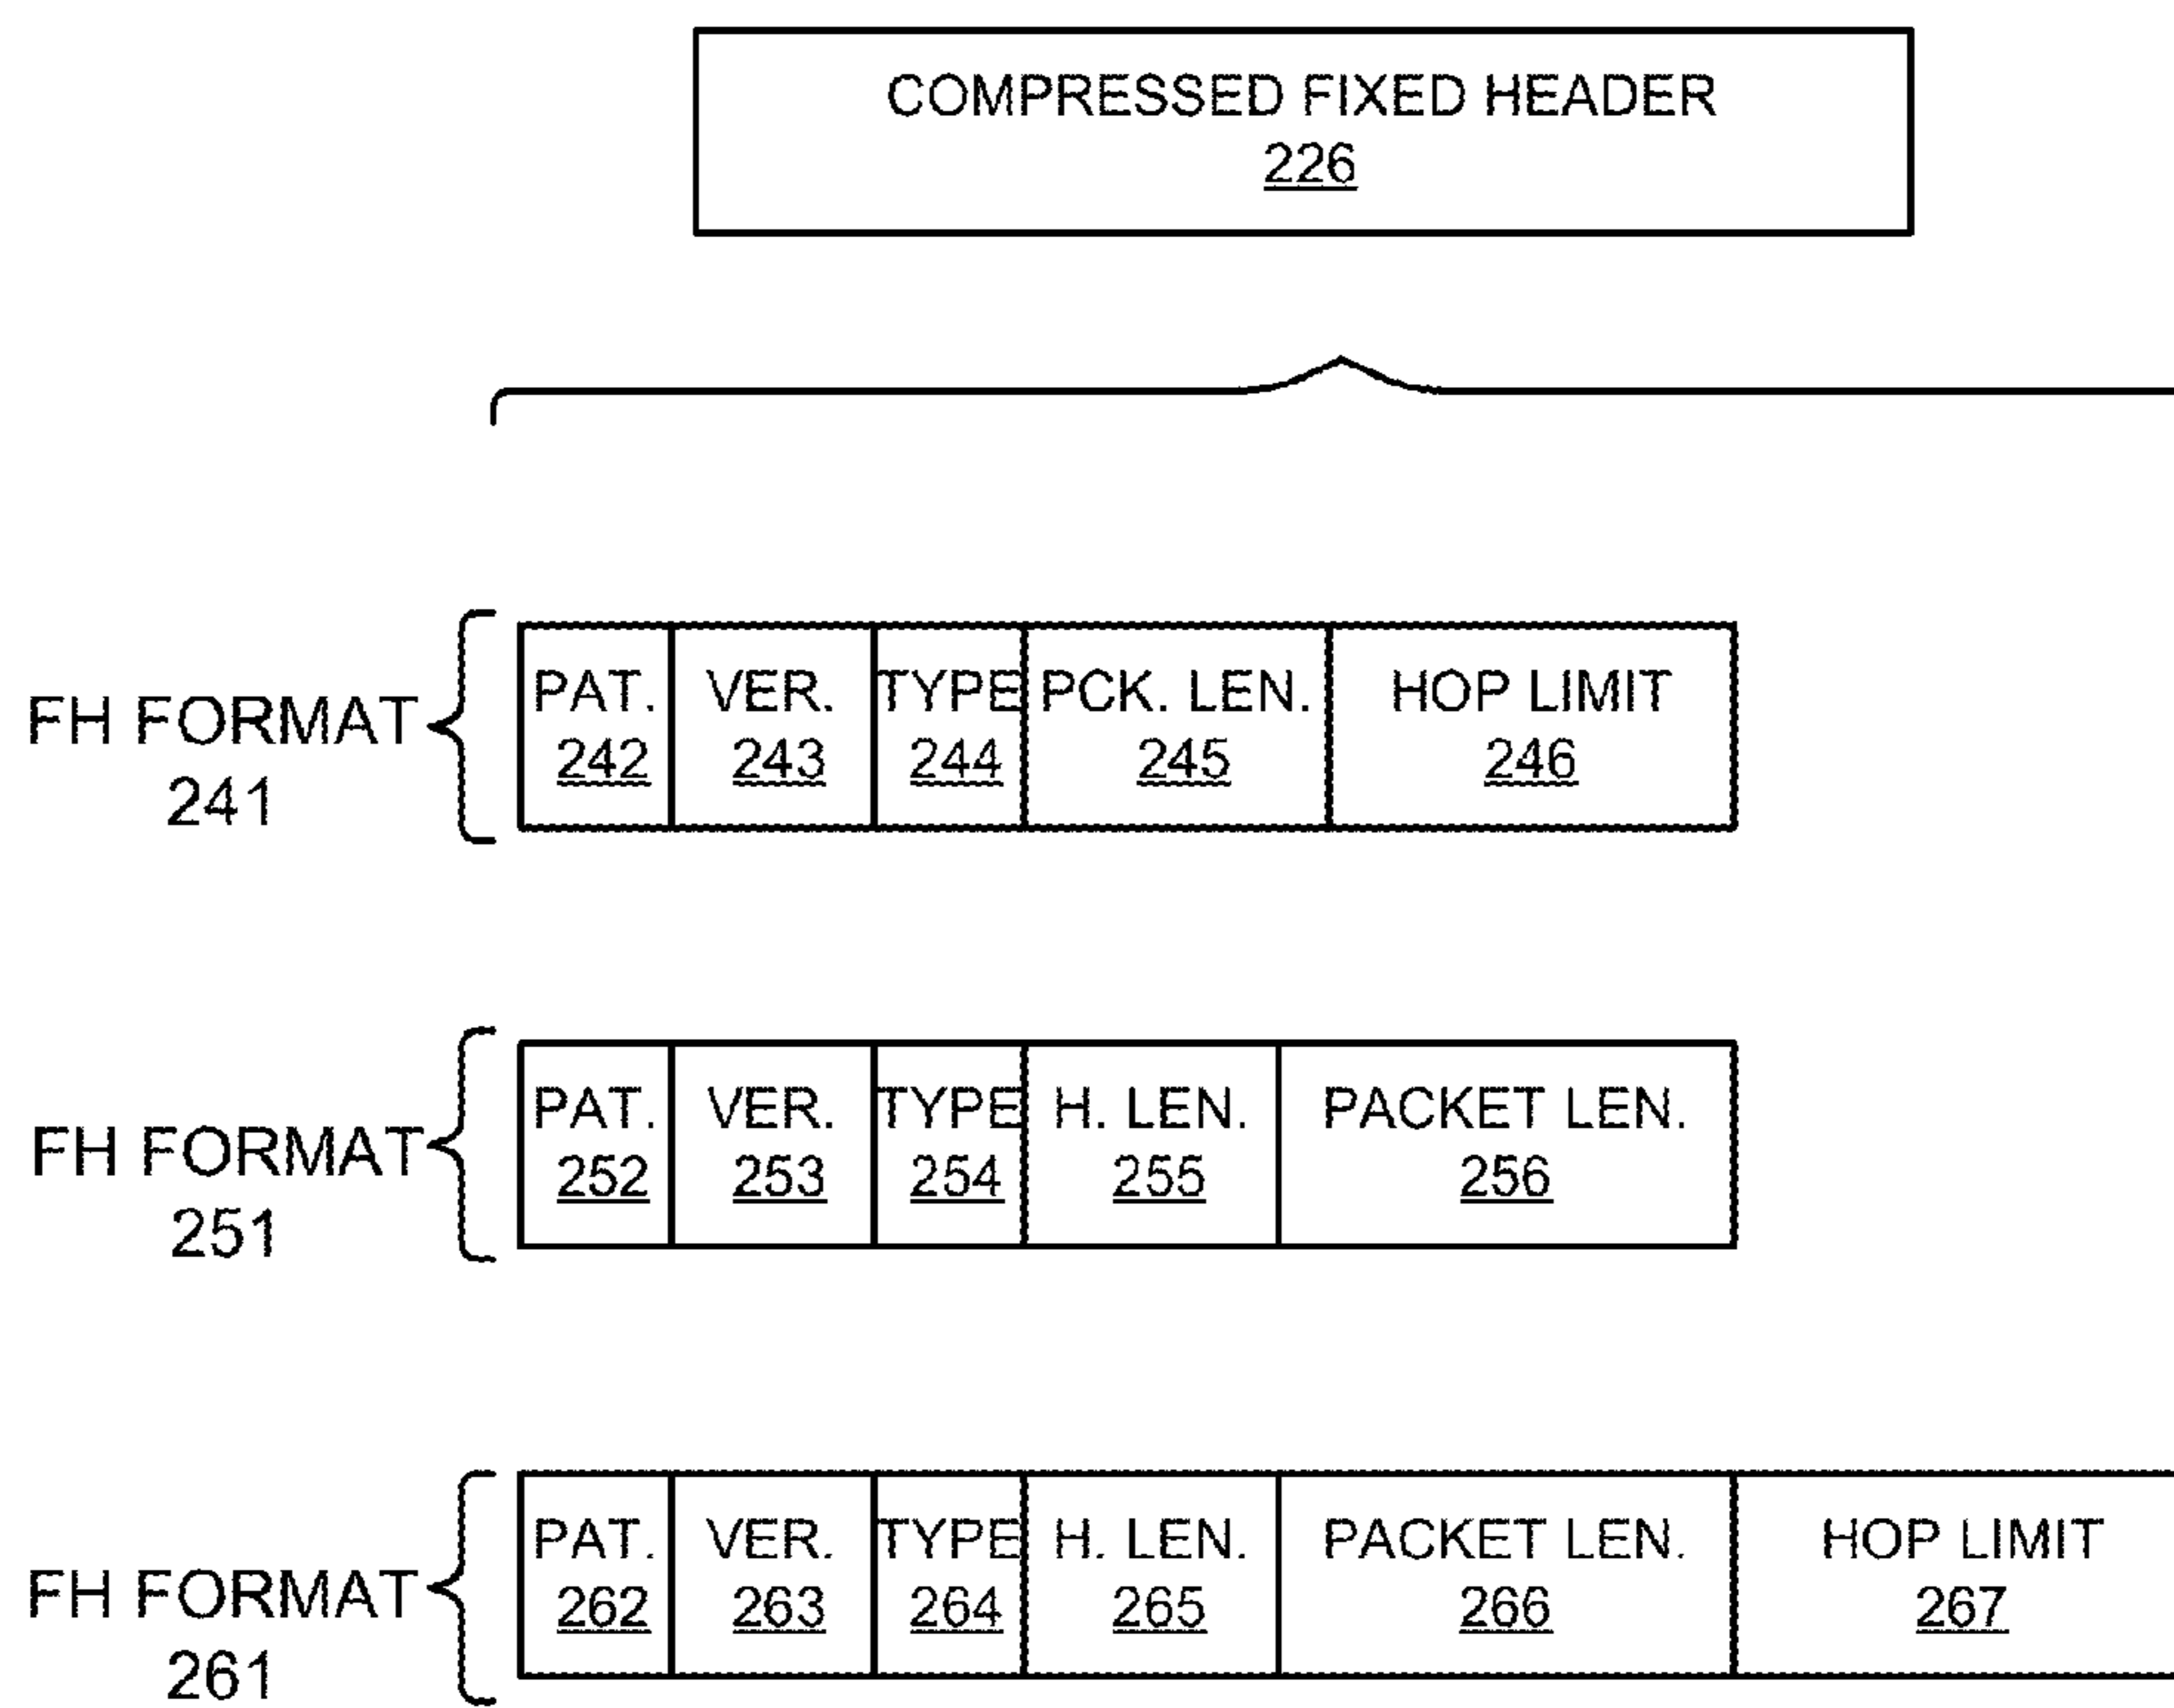 COMPRESSED FIXED HEADER
226
FH FORMAT
241
PAT. VER. TYPE PCK. LEN. HOP LIMIT
242 243 244 245 246
FH FORMAT
251
PAT. VER. TYPE H. LEN. PACKET LEN.
252 253 254 255 256
FH FORMAT
261
PAT. VER. TYPE H. LEN. PACKET LEN. HOP LIMIT
262 263 264 265 266 267